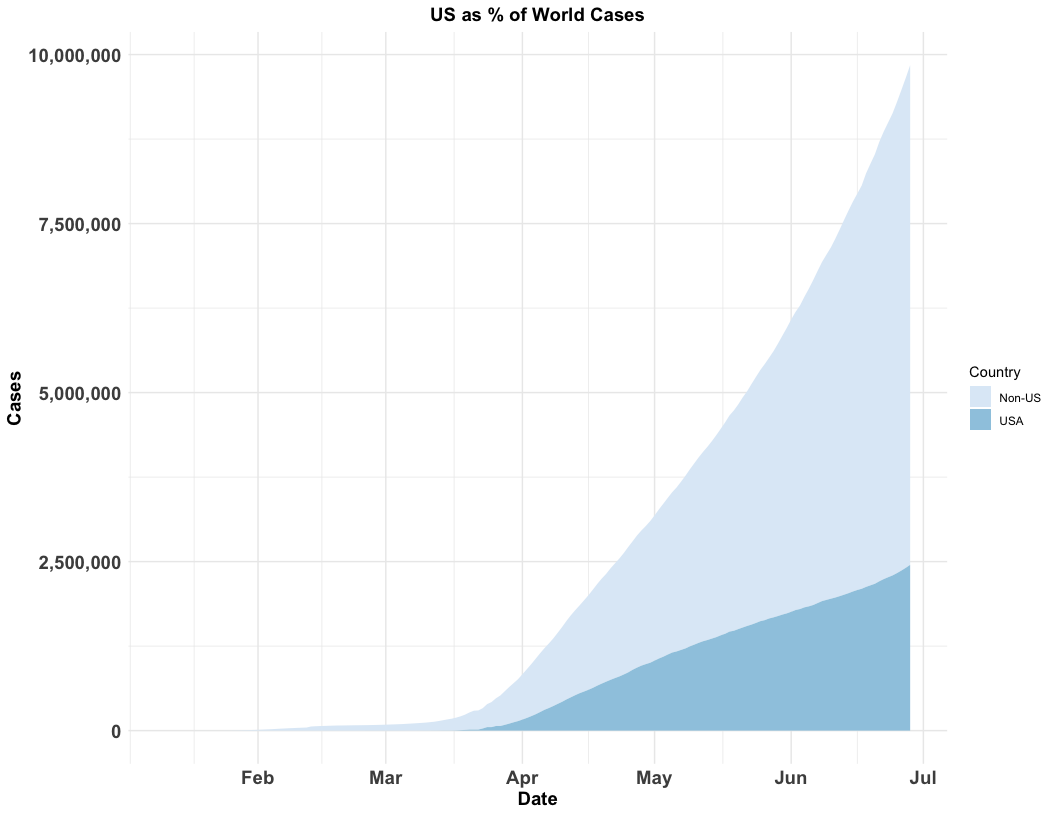 US as % of World Cases
10,000,000
7,500,000
5,000,000
2,500,000
0
Cases
Feb
Mar
Apr
May
Jun
Jul
Date
Country
Non-US
USA